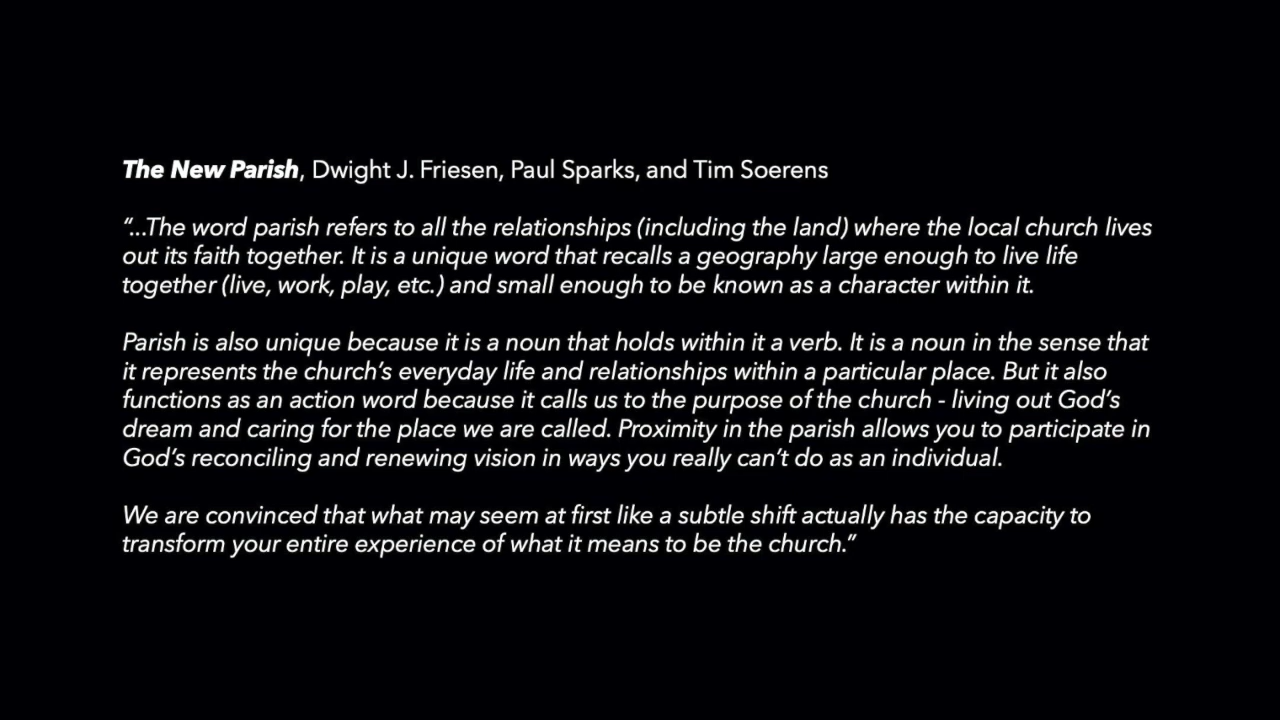 The New Parish, Dwight J. Friesen, Paul Sparks, and Tim Soerens
“...The word parish refers to all the relationships (including the land) where the local church lives
out its faith together. It is a unique word that recalls a geography large enough to live life
together (live, work, play, etc.) and small enough to be known as a character within it.
Parish is also unique because it is a noun that holds within it a verb. It is a noun in the sense that
it represents the church’s everyday life and relationships within a particular place. But it also
functions as an action word because it calls us to the purpose of the church - living out God’s
dream and caring for the place we are called. Proximity in the parish allows you to participate in
God’s reconciling and renewing vision in ways you really can’t do as an individual.
We are convinced that what may seem at first like a subtle shift actually has the capacity to
transform your entire experience of what it means to be the church.”